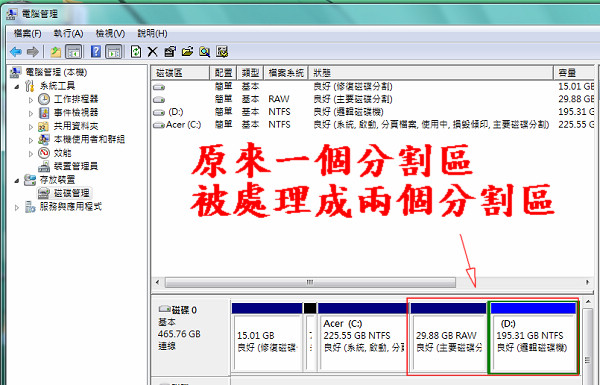 電腦管理
檔案(F) 執行(A) 檢視(V) 說明(H)
電腦管理 (本機)
系統工具
工作排程器
事件檢視器
共用資料夾
本機使用者和群組
效能
裝置管理員
存放裝置
磁碟管理
服務與應用程式
磁碟區 配置 類型 檔案系統 狀態 容量
簡單 基本 良好 (修復磁碟分割) 15.01 G
簡單 基本 RAW 良好 (主要磁碟分割) 29.88 G
(D:) 簡單 基本 NTFS 良好 (邏輯磁碟機) 195.31 G
Acer (C:) 簡單 基本 NTFS 良好 (系統, 啟動, 分頁檔案, 使用中, 損毀傾印, 主要磁碟分割) 225.55 G
原來一個分割區
被處理成兩個分割區
磁碟 0
基本
465.76 GB
連線
15.01 GB
良好 (修復磁碟
Acer (C:)
225.55 GB NTFS
良好 (系統, 啟動, 分
29.88 GB RAW
良好 (主要磁碟分
(D:)
195.31 GB NTFS
良好 (邏輯磁碟機)